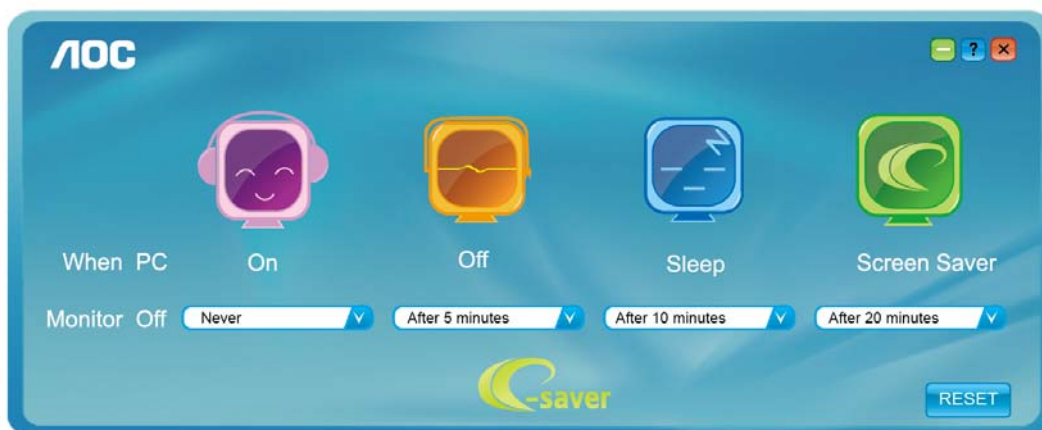 AOC
?
When PC On Off Sleep Screen Saver
Monitor Off Never After 5 minutes After 10 minutes After 20 minutes
e-saver
RESET